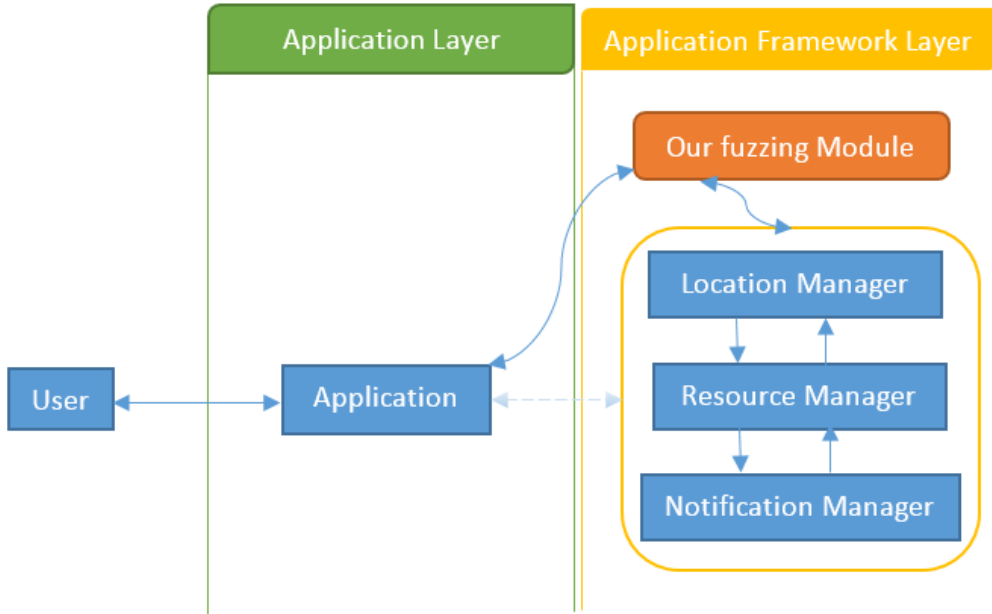 Application Layer
Application Framework Layer
Our fuzzing Module
Location Manager
User
Application
Resource Manager
Notification Manager